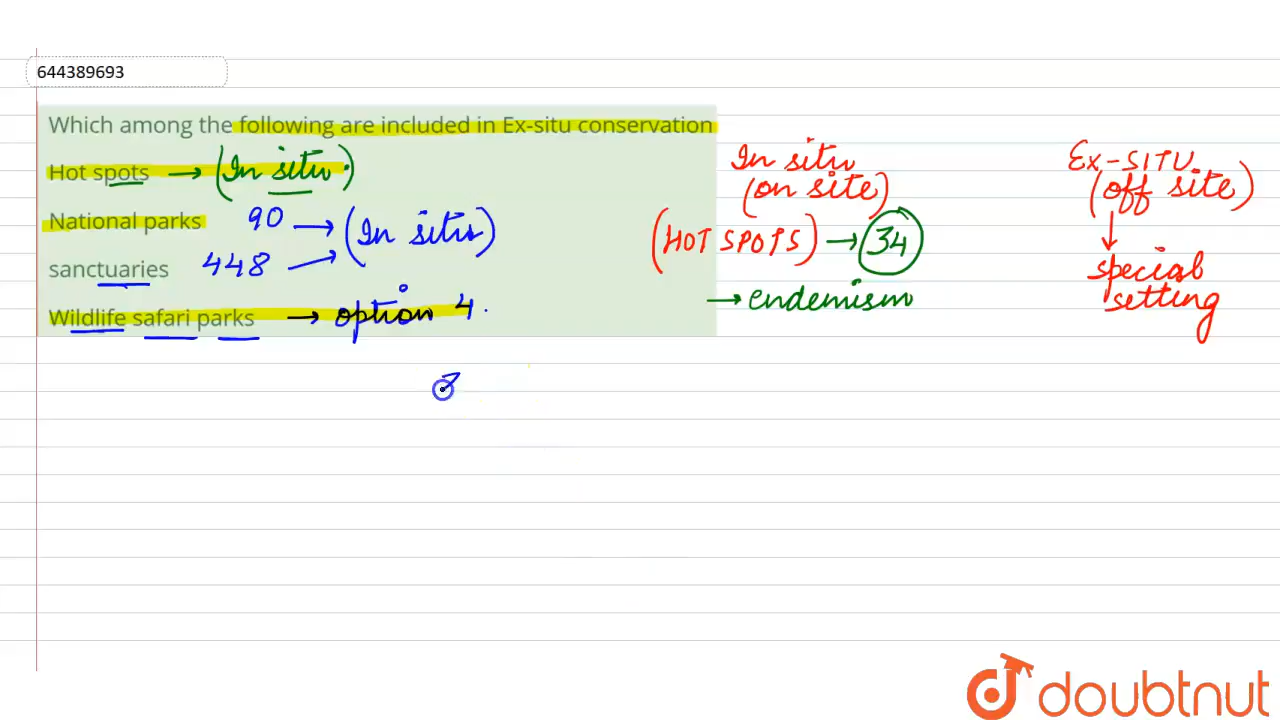 644389693
Which among the following are included in Ex-situ conservation
Hot spots → (In situ.)
National parks 90 → (In situ)
sanctuaries 448
Wildlife safari parks → option 4.
In situ
(on site)
(HOT SPOTS) → 34
→ endemism
EX-SITU
(off site)
↓
special
setting
doubtnut